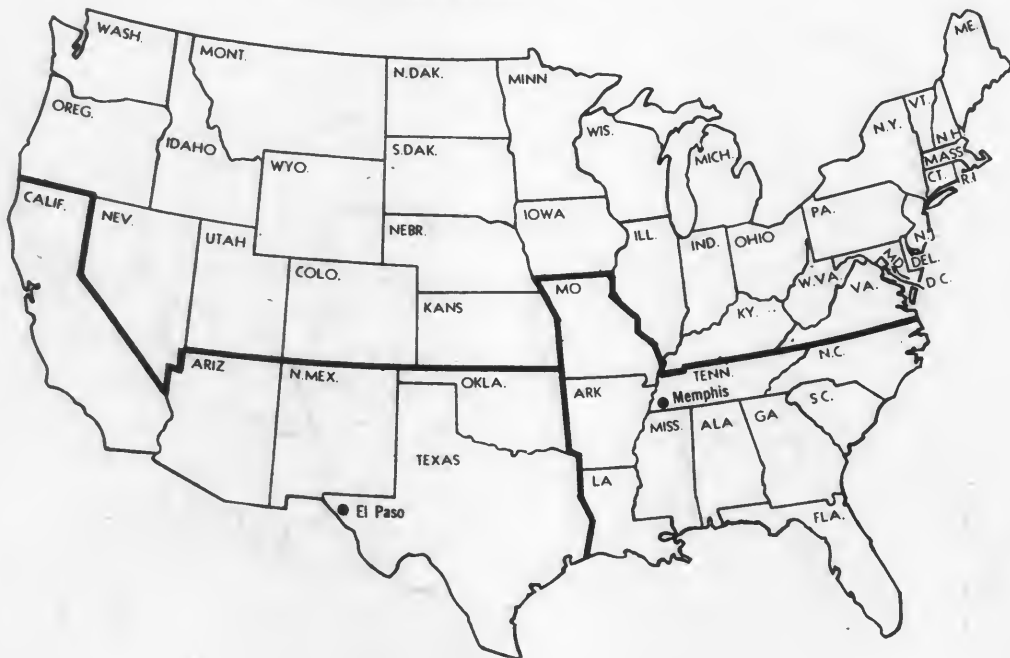 WASH.
MONT.
N.DAK.
MINN
ME.
OREG.
IDAHO
S.DAK.
WIS.
MICH.
N.Y.
VT.
N.H.
MASS
CT.
R.I
WYO.
CALIF.
NEV.
UTAH
NEBR.
IOWA
ILL.
IND.
OHIO
PA.
N.J.
DEL.
MD.
D.C.
COLO.
KANS
MO
KY.
W.VA.
VA.
ARIZ
N.MEX.
OKLA.
ARK
TENN.
N.C.
Memphis
S.C.
MISS.
ALA
GA
TEXAS
LA
El Paso
FLA.